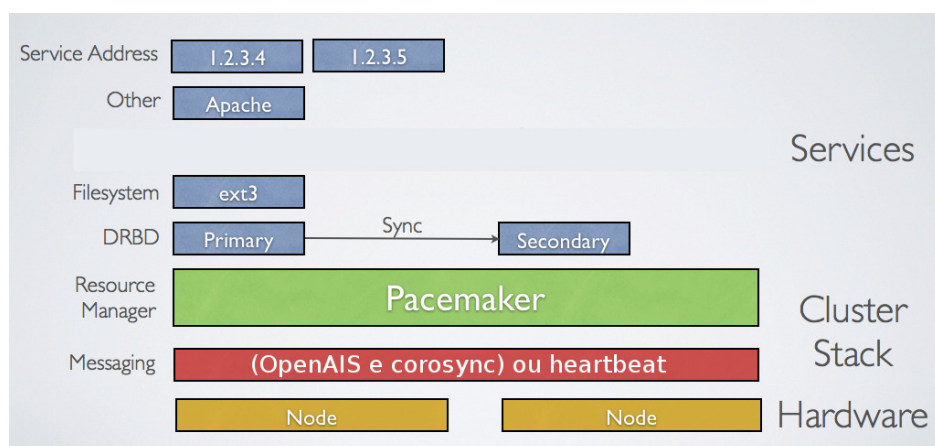 Service Address 1.2.3.4 1.2.3.5
Other Apache
Services
Filesystem ext3
DRBD Primary Sync Secondary
Resource
Manager
Pacemaker
Cluster
Stack
Messaging (OpenAIS e corosync) ou heartbeat
Node Node Hardware